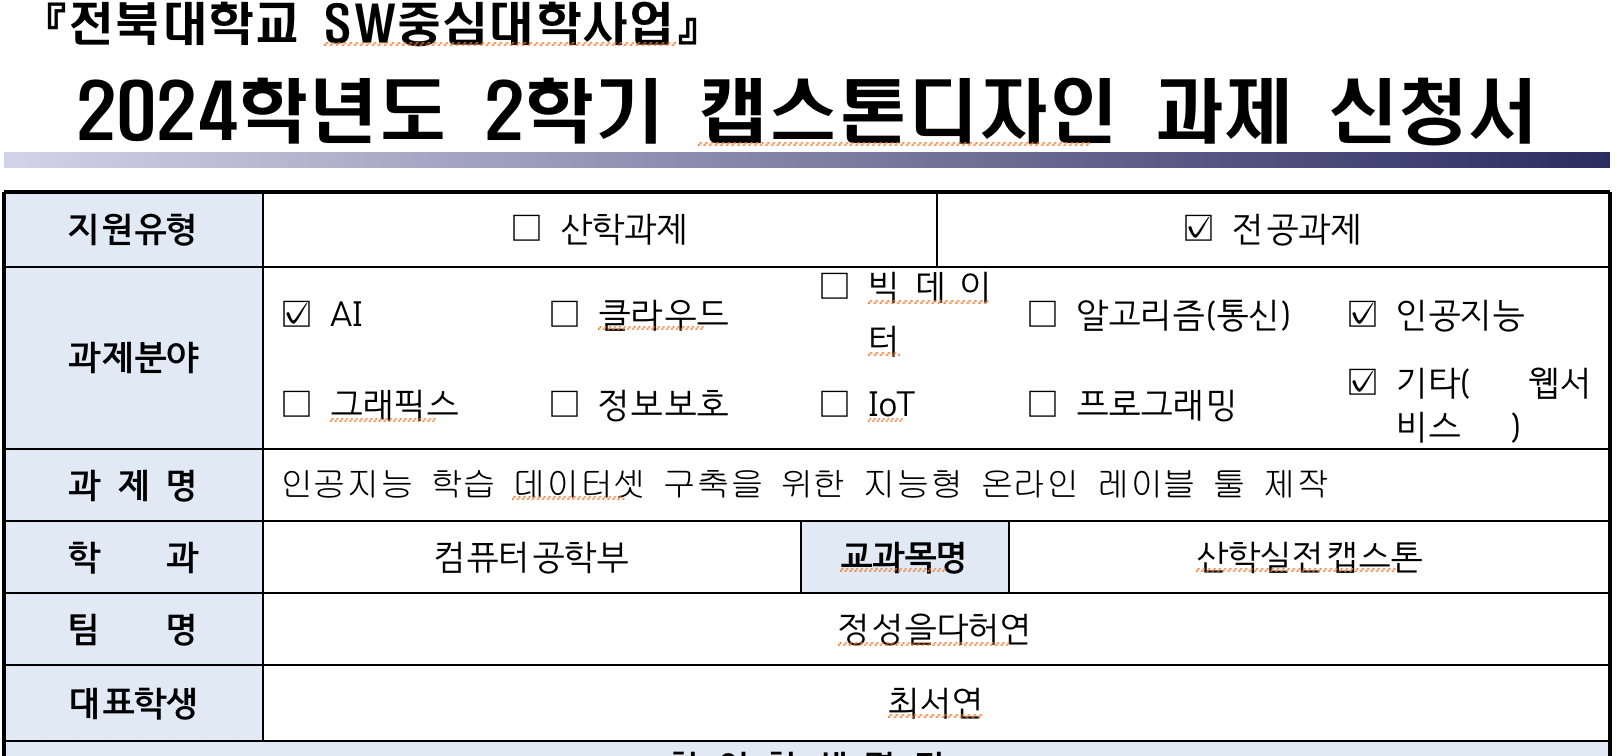 『전북대학교 SW중심대학사업』
2024학년도 2학기 캡스톤디자인 과제 신청서
지원유형 ☐ 산학과제 ☑ 전공과제
과제분야
☑ AI ☐ 클라우드 ☐ 빅 데 이터 ☐ 알고리즘(통신) ☑ 인공지능
☐ 그래픽스 ☐ 정보보호 ☐ IoT ☐ 프로그래밍 ☑ 기타( 웹서비스 )
과 제 명 인공지능 학습 데이터셋 구축을 위한 지능형 온라인 레이블 툴 제작
학 과 컴퓨터공학부 교과목명 산학실전캡스톤
팀 명 정성을다허연
대표학생 최서연